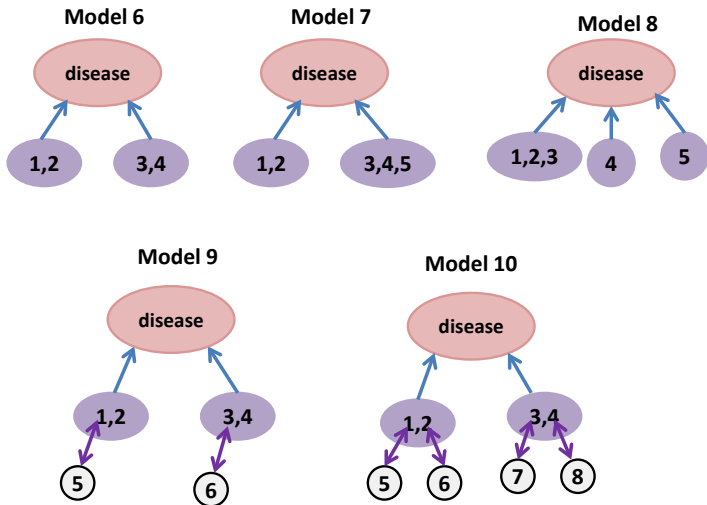 Model 6
Model 7
Model 8
disease
disease
disease
1,2
3,4
1,2
3,4,5
1,2,3
4
5
Model 9
Model 10
disease
disease
1,2
3,4
1,2
3,4
5
6
5
6
7
8